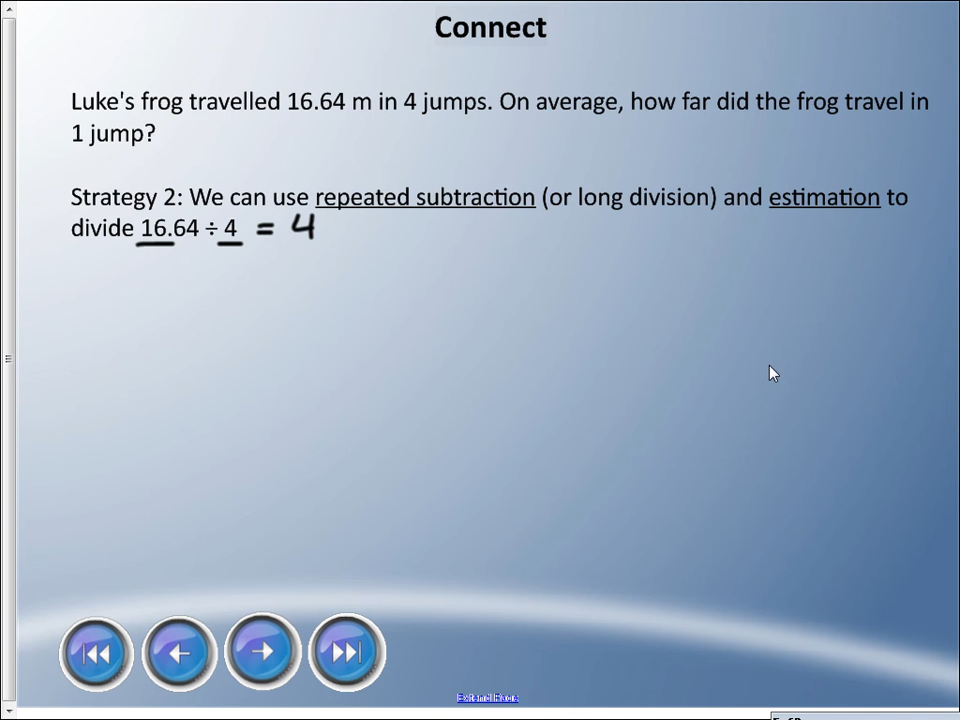 Connect
Luke's frog travelled 16.64 m in 4 jumps. On average, how far did the frog travel in
1 jump?
Strategy 2: We can use repeated subtraction (or long division) and estimation to
divide 16.64 ÷ 4 = 4
Extend Page